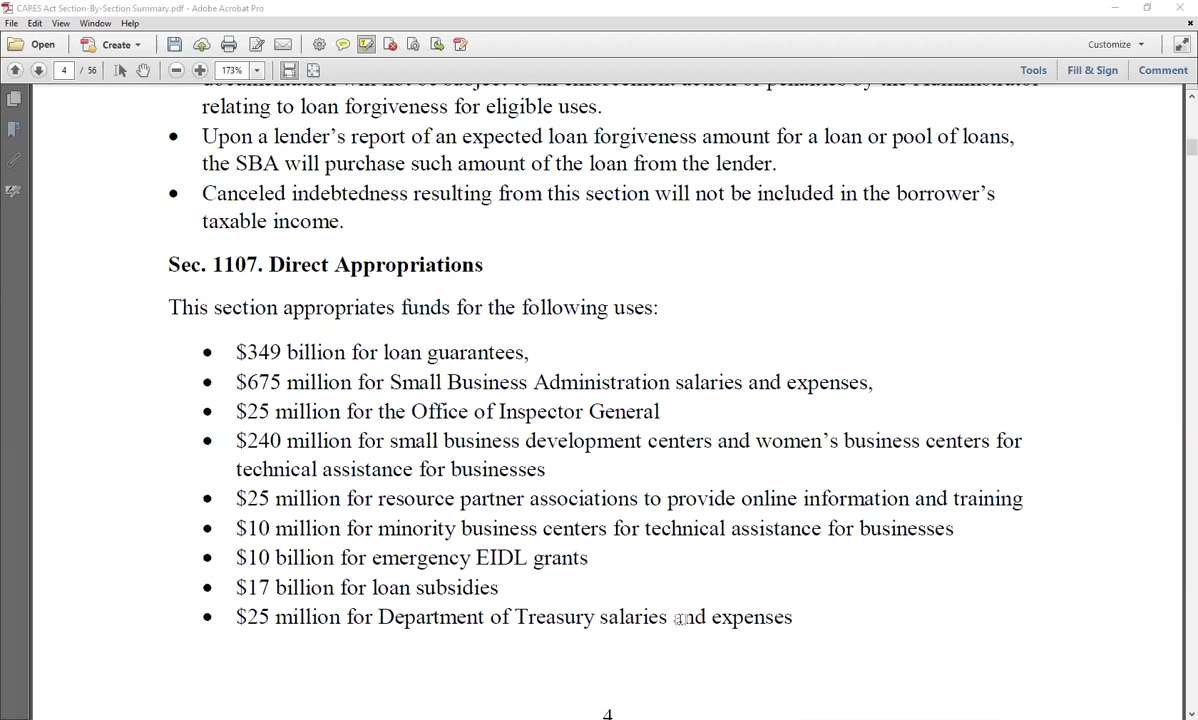 CARES Act Section-By-Section Summary.pdf - Adobe Acrobat Pro
File Edit View Window Help
Open Create Customize
4 / 56 173% Tools Fill & Sign Comment
relating to loan forgiveness for eligible uses.
• Upon a lender's report of an expected loan forgiveness amount for a loan or pool of loans,
the SBA will purchase such amount of the loan from the lender.
• Canceled indebtedness resulting from this section will not be included in the borrower's
taxable income.
Sec. 1107. Direct Appropriations
This section appropriates funds for the following uses:
• $349 billion for loan guarantees,
• $675 million for Small Business Administration salaries and expenses,
• $25 million for the Office of Inspector General
• $240 million for small business development centers and women's business centers for
technical assistance for businesses
• $25 million for resource partner associations to provide online information and training
• $10 million for minority business centers for technical assistance for businesses
• $10 billion for emergency EIDL grants
• $17 billion for loan subsidies
• $25 million for Department of Treasury salaries and expenses
4